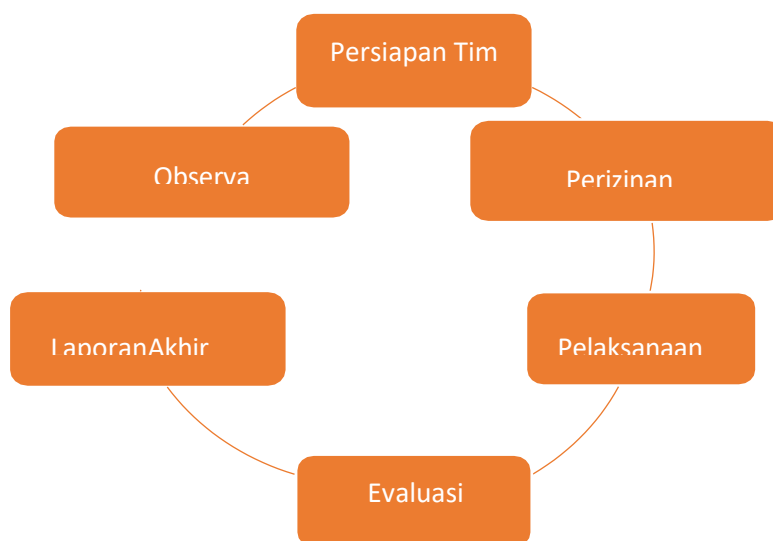 Persiapan Tim
Perizinan
Pelaksanaan
Evaluasi
LaporanAkhir
Observa